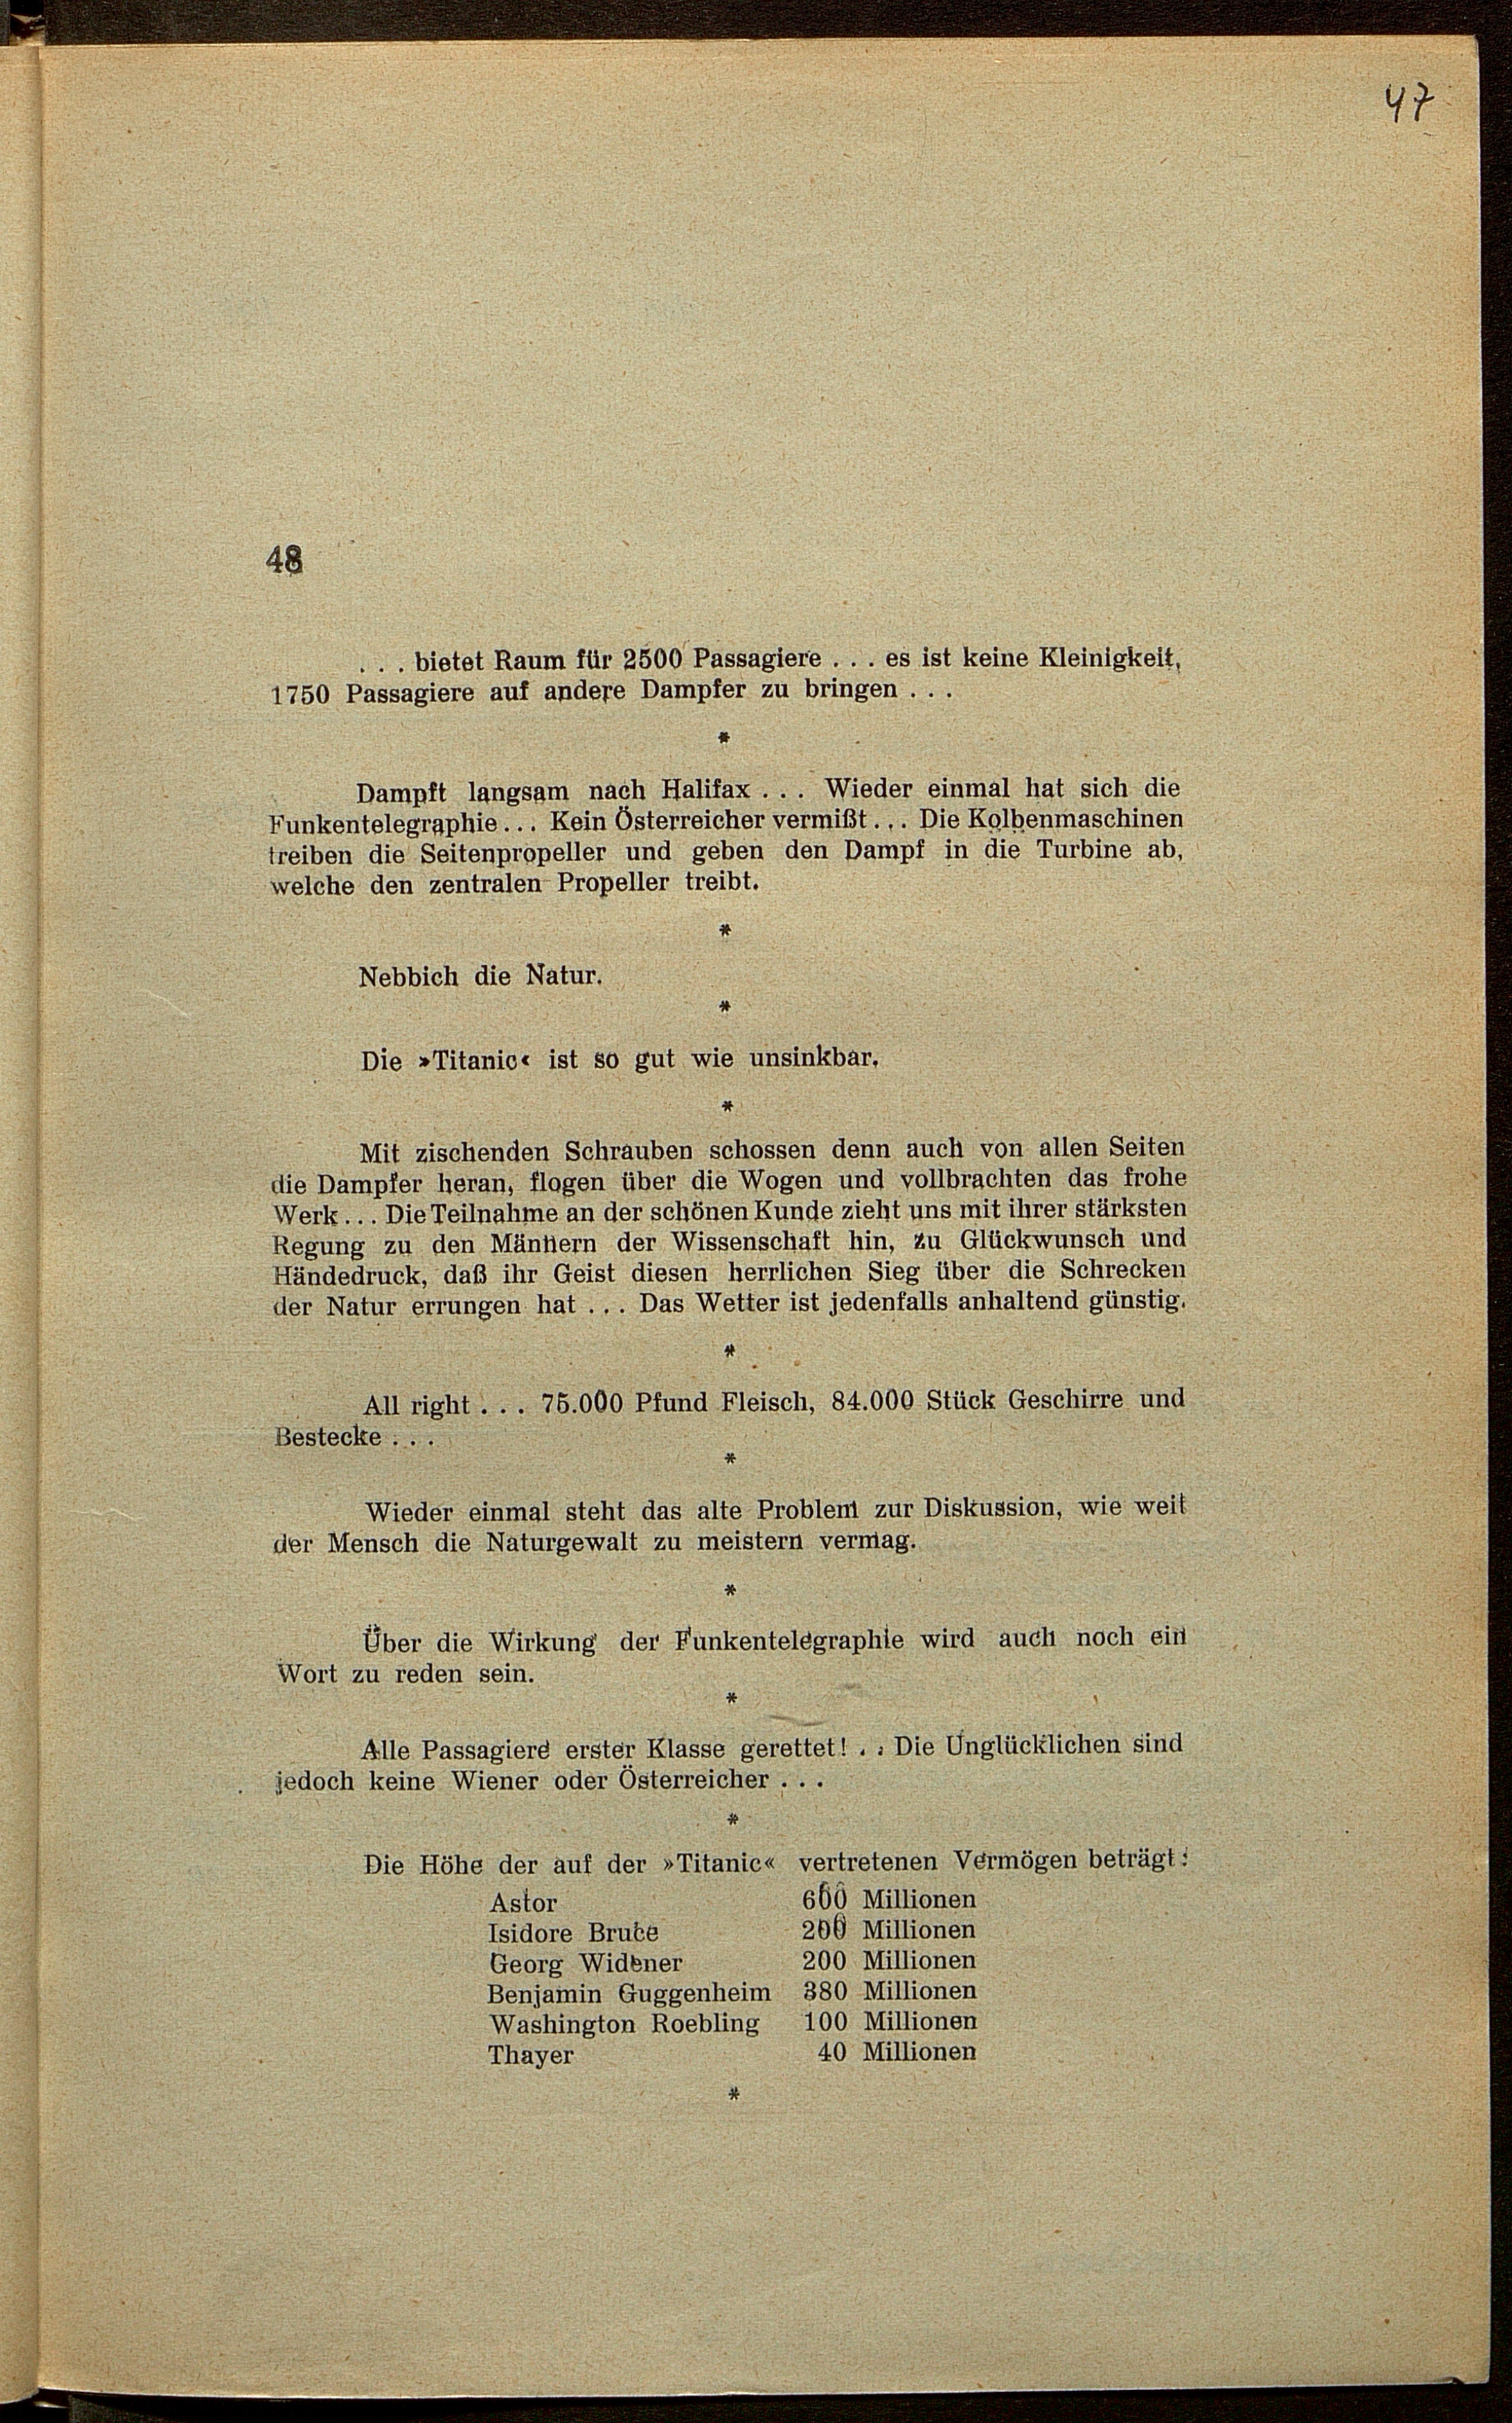 47
48
. . . bietet Raum für 2500 Passagiere . . . es ist keine Kleinigkeit,
1750 Passagiere auf andere Dampfer zu bringen . . .
*
Dampft langsam nach Halifax . . . Wieder einmal hat sich die
Funkentelegraphie . . . Kein Österreicher vermißt . . . Die Kolbenmaschinen
treiben die Seitenpropeller und geben den Dampf in die Turbine ab,
welche den zentralen Propeller treibt.
*
Nebbich die Natur.
*
Die »Titanic« ist so gut wie unsinkbar.
*
Mit zischenden Schrauben schossen denn auch von allen Seiten
die Dampfer heran, flogen über die Wogen und vollbrachten das frohe
Werk . . . Die Teilnahme an der schönen Kunde zieht uns mit ihrer stärksten
Regung zu den Männern der Wissenschaft hin, zu Glückwunsch und
Händedruck, daß ihr Geist diesen herrlichen Sieg über die Schrecken
der Natur errungen hat . . . Das Wetter ist jedenfalls anhaltend günstig.
*
All right . . . 75.000 Pfund Fleisch, 84.000 Stück Geschirre und
Bestecke . . .
*
Wieder einmal steht das alte Problem zur Diskussion, wie weit
der Mensch die Naturgewalt zu meistern vermag.
*
Über die Wirkung der Funkentelegraphie wird auch noch ein
Wort zu reden sein.
*
Alle Passagiere erster Klasse gerettet! . . Die Unglücklichen sind
jedoch keine Wiener oder Österreicher . . .
*
Die Höhe der auf der »Titanic« vertretenen Vermögen beträgt:
Astor 600 Millionen
Isidore Bruce 200 Millionen
Georg Widener 200 Millionen
Benjamin Guggenheim 380 Millionen
Washington Roebling 100 Millionen
Thayer 40 Millionen
*